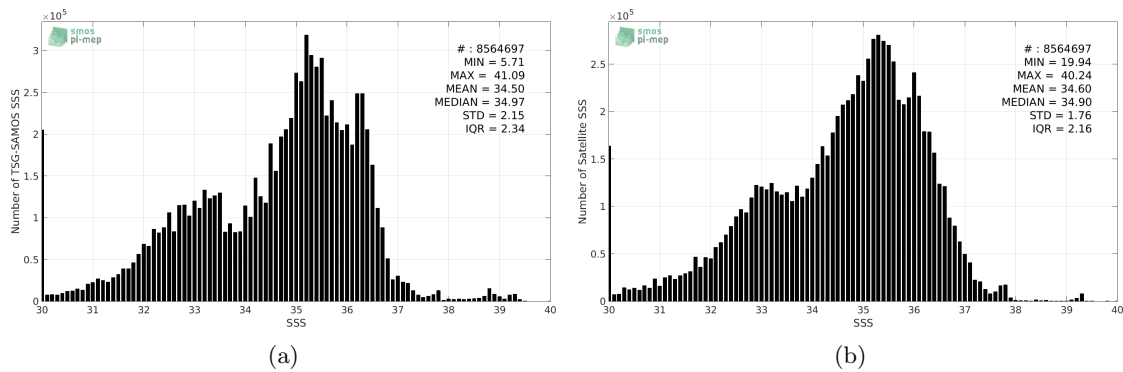 ×10⁵
smos
pi-mep
# : 8564697
MIN = 5.71
MAX = 41.09
MEAN = 34.50
MEDIAN = 34.97
STD = 2.15
IQR = 2.34
Number of TSG-SAMOS SSS
3
2.5
2
1.5
1
0.5
0
30 31 32 33 34 35 36 37 38 39 40
SSS
(a)
×10⁵
smos
pi-mep
# : 8564697
MIN = 19.94
MAX = 40.24
MEAN = 34.60
MEDIAN = 34.90
STD = 1.76
IQR = 2.16
Number of Satellite SSS
2.5
2
1.5
1
0.5
0
30 31 32 33 34 35 36 37 38 39 40
SSS
(b)